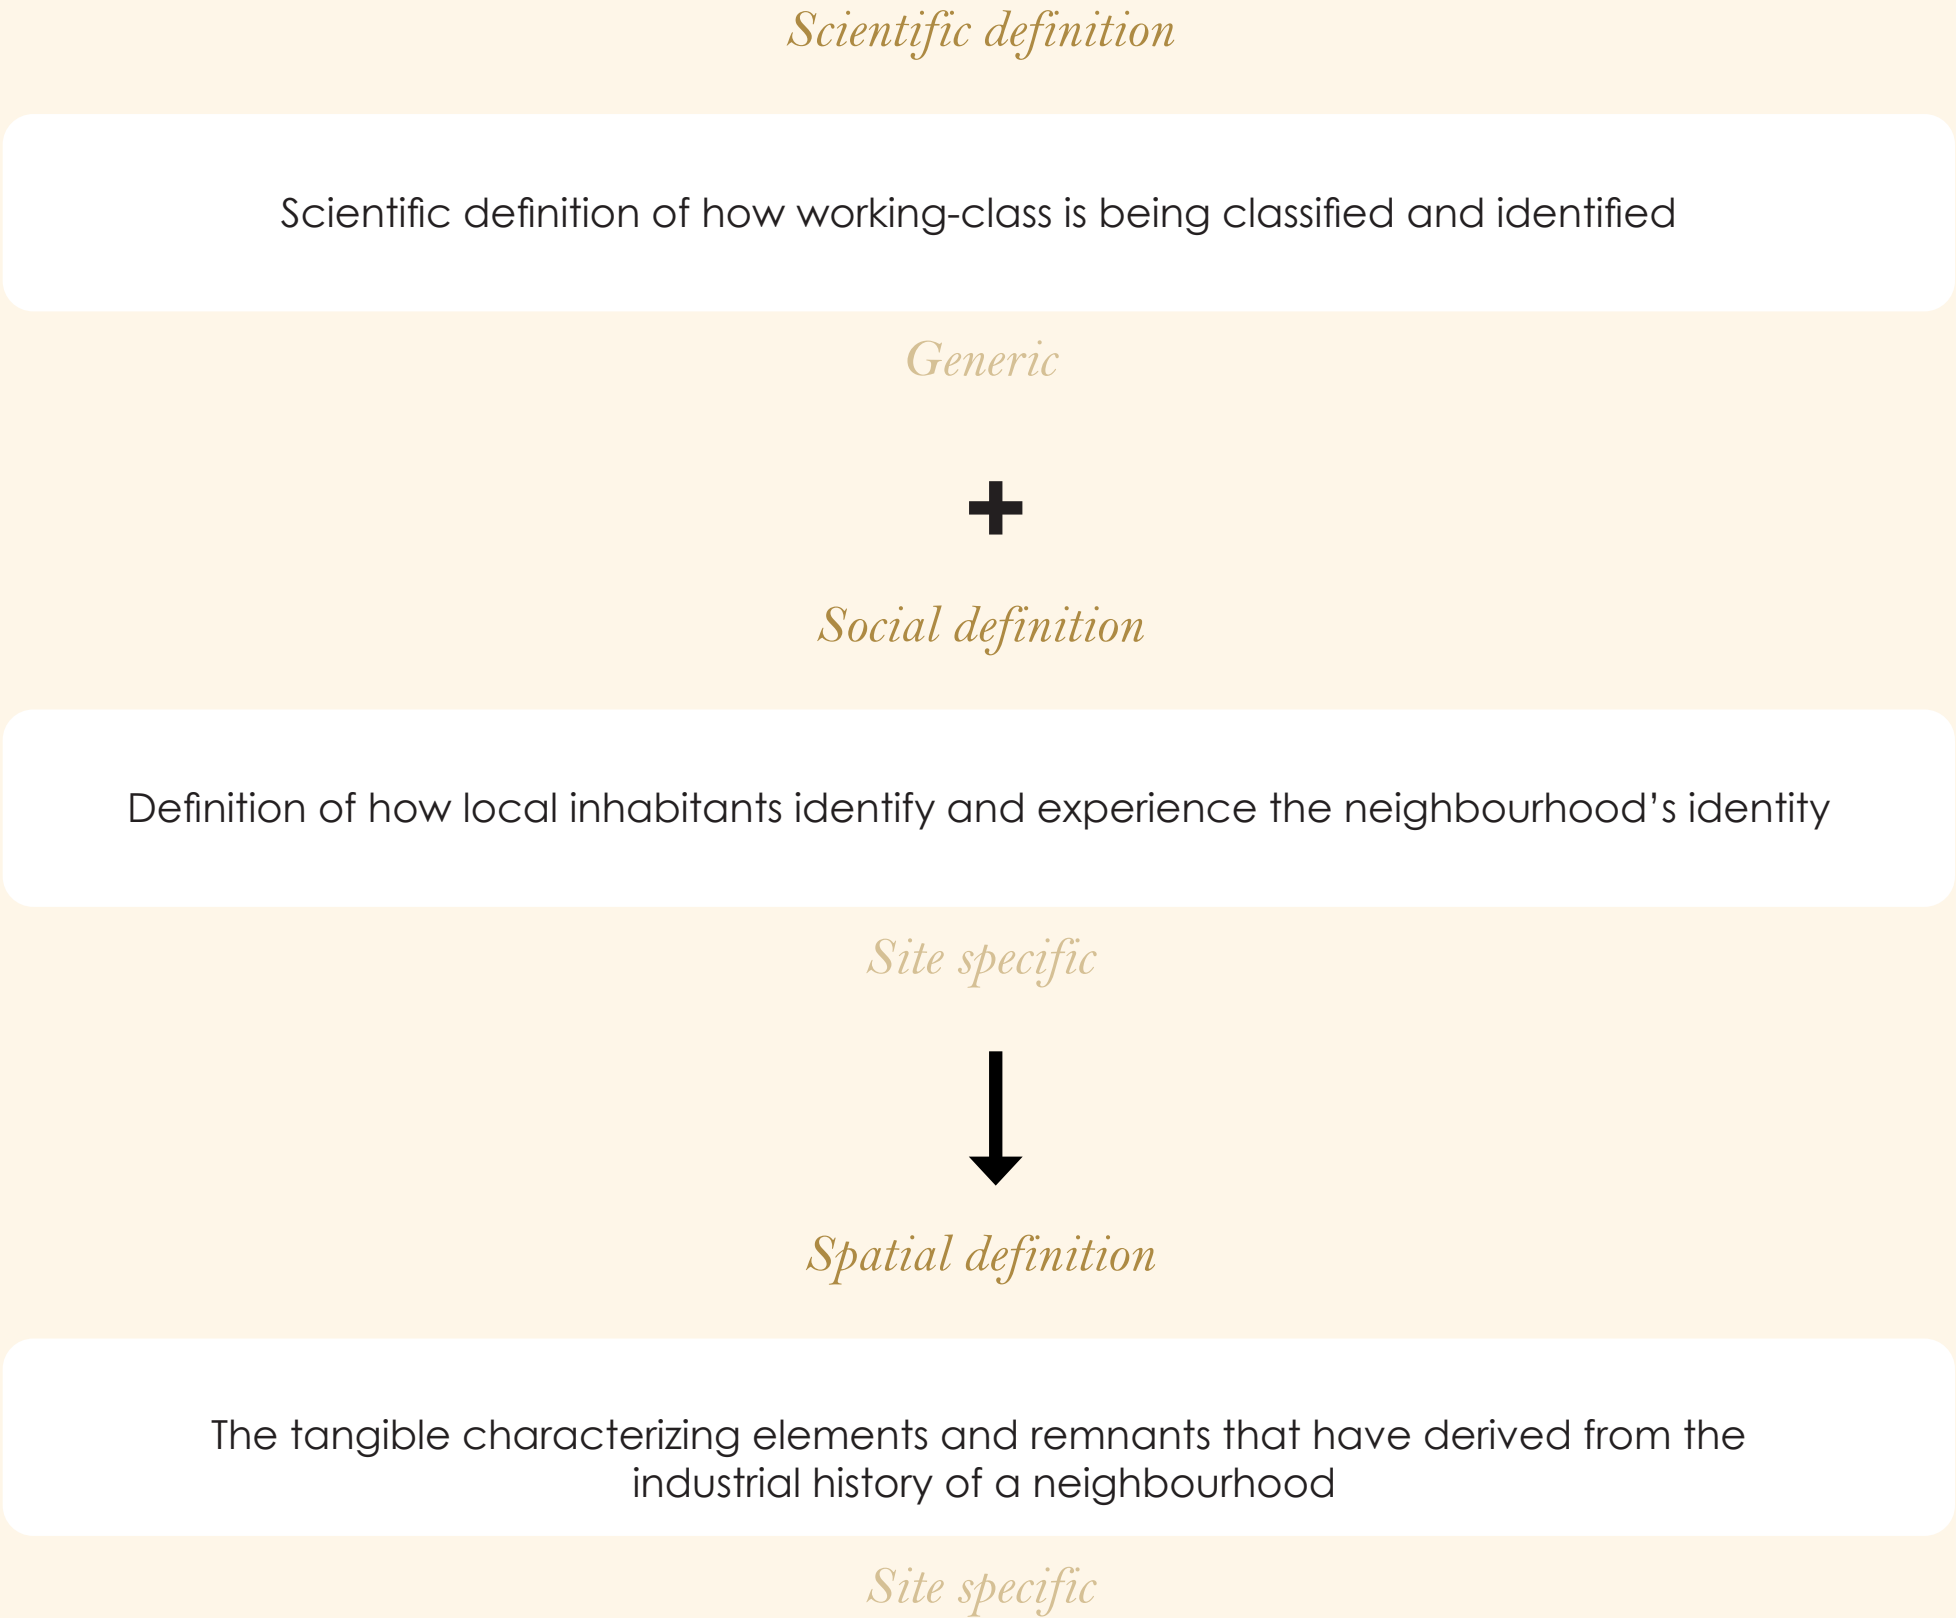 Scientific definition
Scientific definition of how working-class is being classified and identified
Generic
+
Social definition
Definition of how local inhabitants identify and experience the neighbourhood’s identity
Site specific
Spatial definition
The tangible characterizing elements and remnants that have derived from the
industrial history of a neighbourhood
Site specific